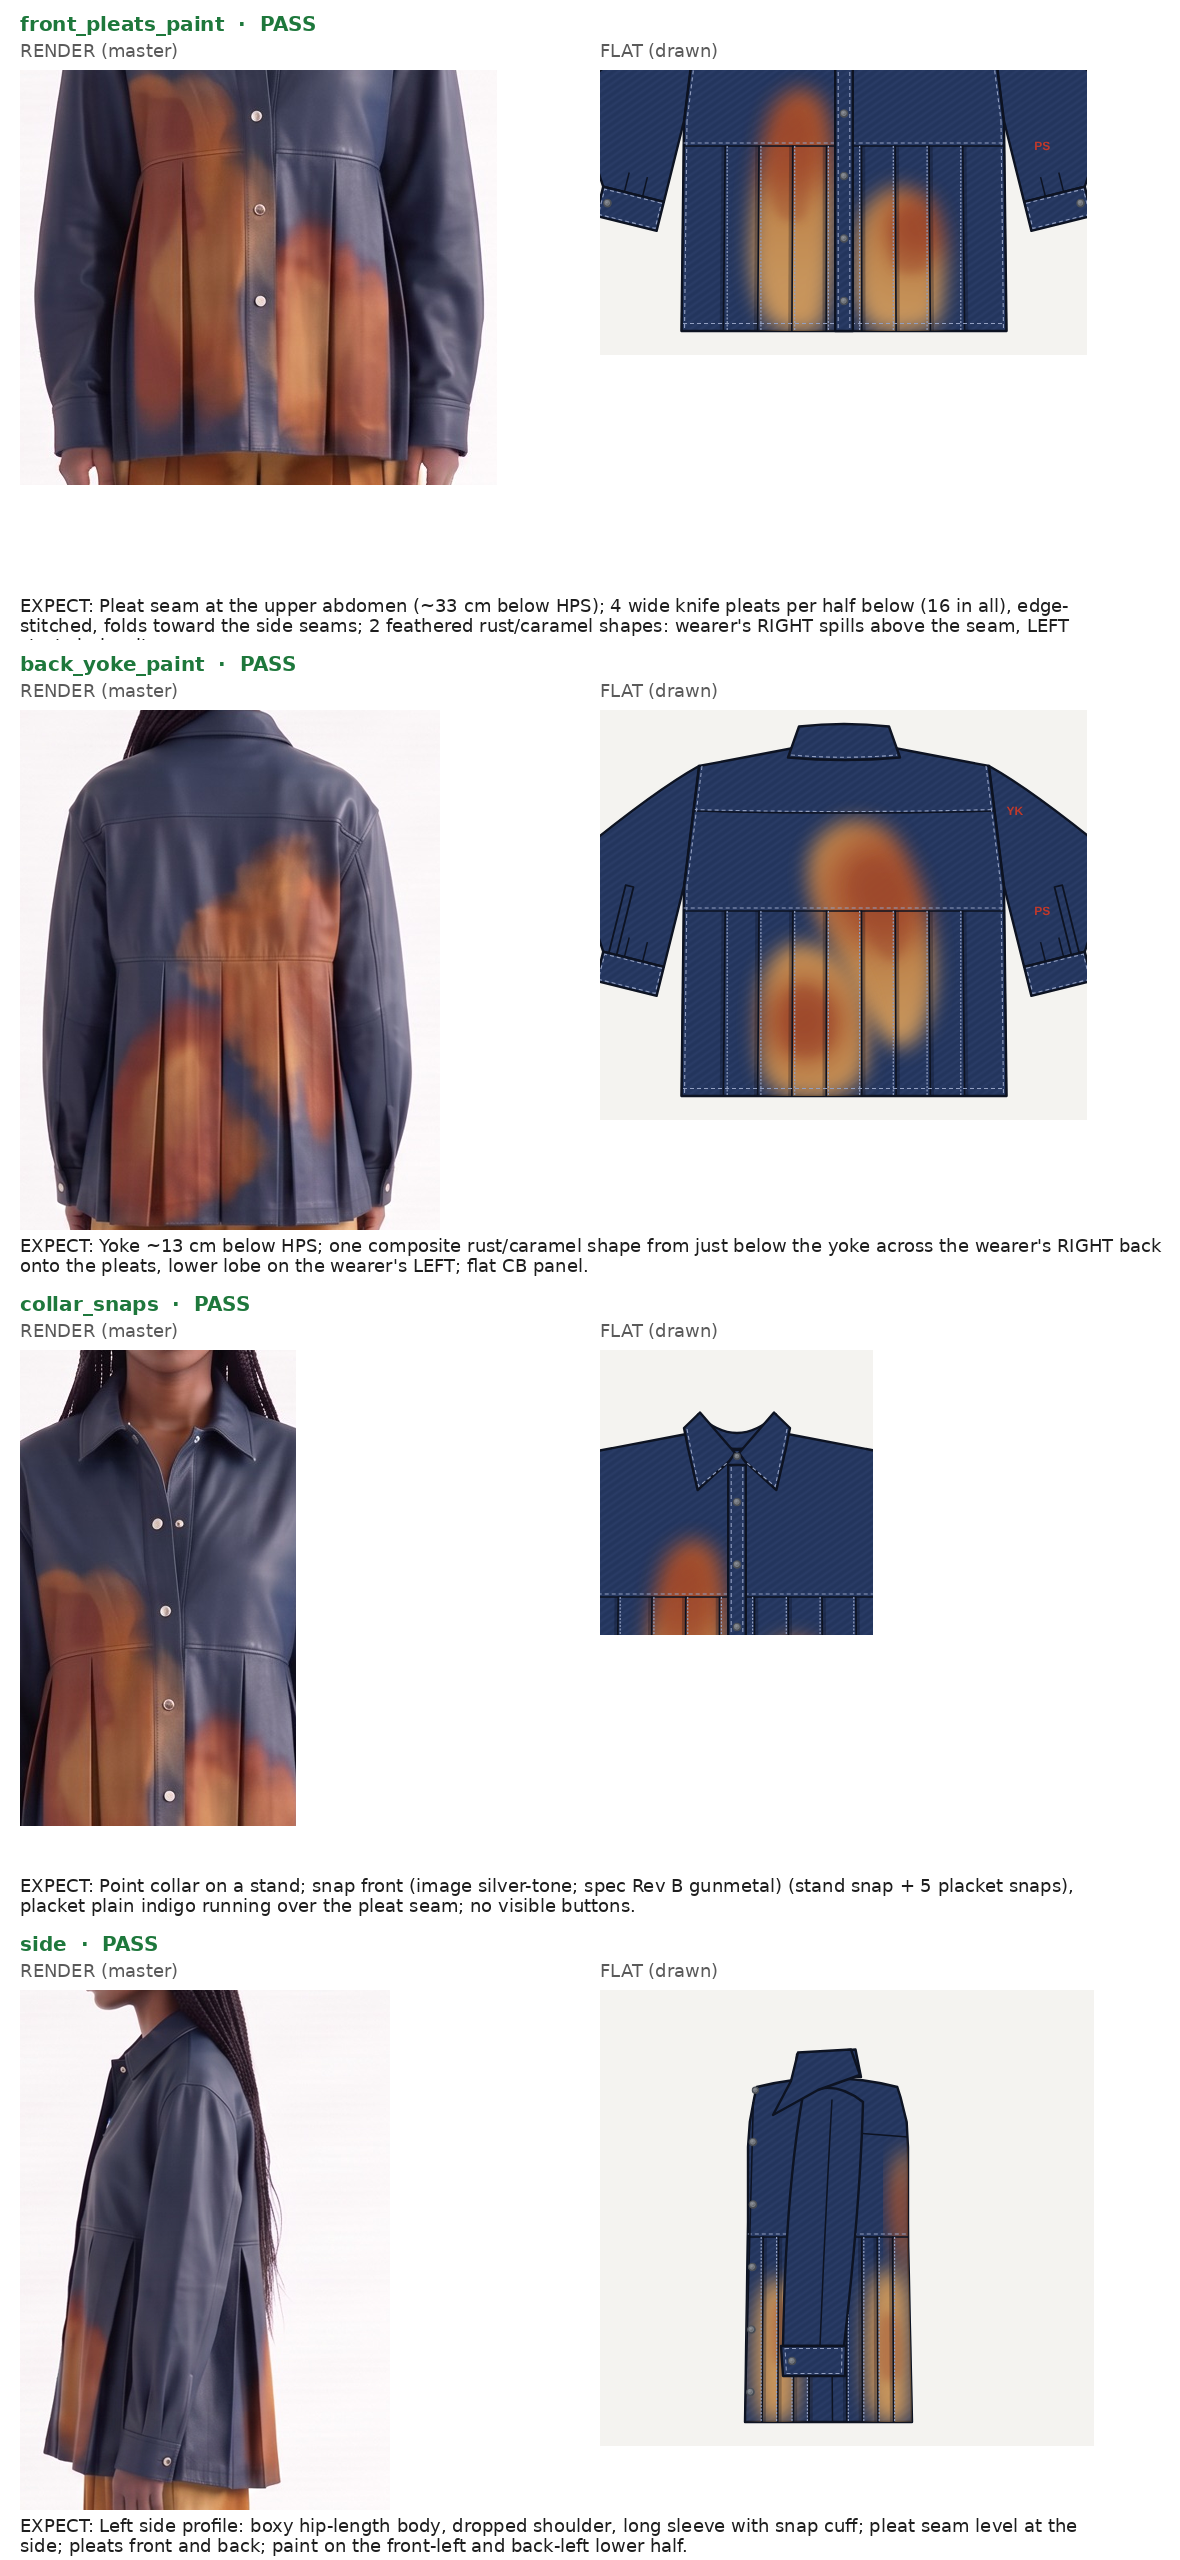 front_pleats_paint · PASS
RENDER (master)
FLAT (drawn)
PS
EXPECT: Pleat seam at the upper abdomen (~33 cm below HPS); 4 wide knife pleats per half below (16 in all), edge-
stitched, folds toward the side seams; 2 feathered rust/caramel shapes: wearer's RIGHT spills above the seam, LEFT
back_yoke_paint · PASS
RENDER (master)
FLAT (drawn)
YK
PS
EXPECT: Yoke ~13 cm below HPS; one composite rust/caramel shape from just below the yoke across the wearer's RIGHT back
onto the pleats, lower lobe on the wearer's LEFT; flat CB panel.
collar_snaps · PASS
RENDER (master)
FLAT (drawn)
EXPECT: Point collar on a stand; snap front (image silver-tone; spec Rev B gunmetal) (stand snap + 5 placket snaps),
placket plain indigo running over the pleat seam; no visible buttons.
side · PASS
RENDER (master)
FLAT (drawn)
EXPECT: Left side profile: boxy hip-length body, dropped shoulder, long sleeve with snap cuff; pleat seam level at the
side; pleats front and back; paint on the front-left and back-left lower half.